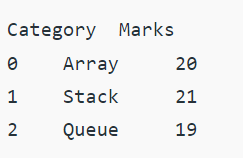 Category  Marks
0    Array     20
1    Stack     21
2    Queue     19